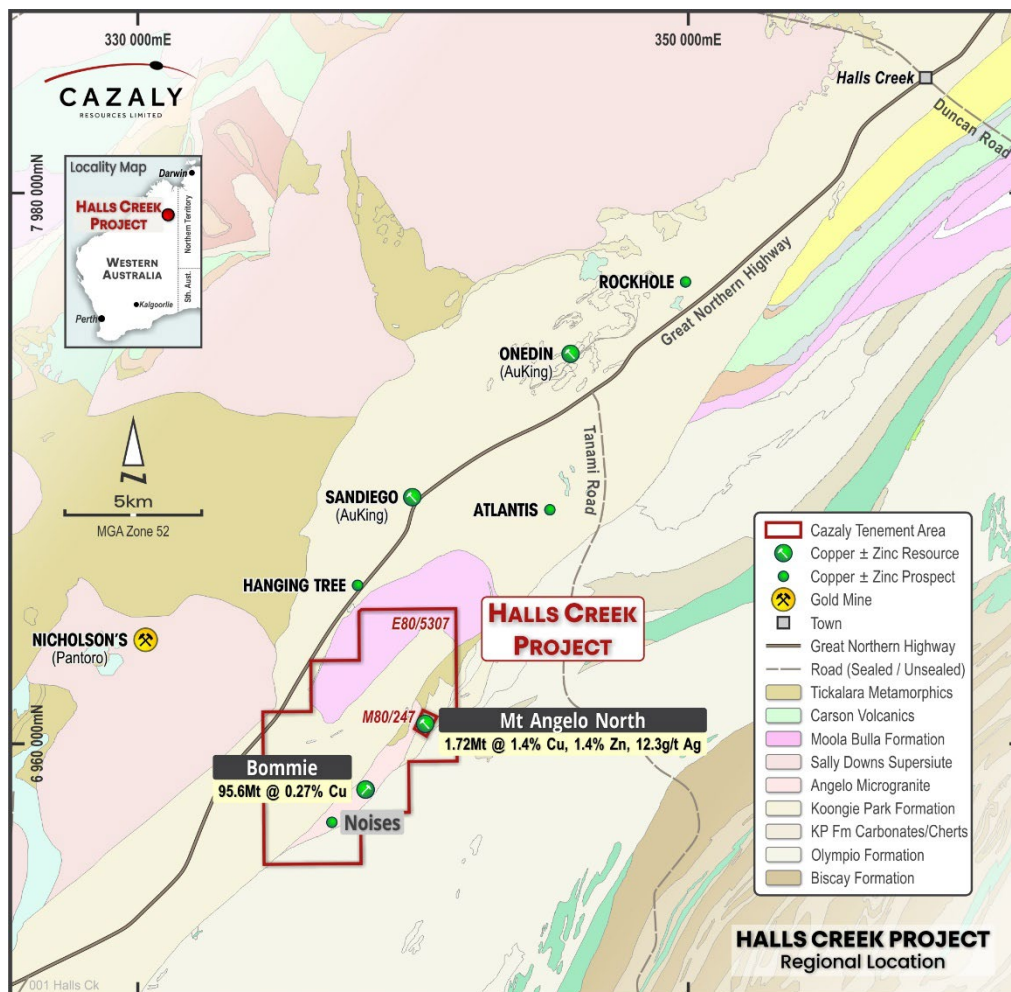 330 000mE
350 000mE
CAZALY
RESOURCES LIMITED
Halls Creek
Duncan Road
Locality Map
Darwin
HALLS CREEK
PROJECT
Northern Territory
WESTERN
AUSTRALIA
Sth. Aust.
Kalgoorlie
Perth
7 980 000mN
ROCKHOLE
Great Northern Highway
ONEDIN
(AuKing)
Tanami Road
N
5km
MGA Zone 52
SANDIEGO
(AuKing)
ATLANTIS
HANGING TREE
NICHOLSON'S
(Pantoro)
E80/5307
HALLS CREEK
PROJECT
M80/247
Mt Angelo North
1.72Mt @ 1.4% Cu, 1.4% Zn, 12.3g/t Ag
6 960 000mN
Bommie
95.6Mt @ 0.27% Cu
Noises
Cazaly Tenement Area
Copper ± Zinc Resource
Copper ± Zinc Prospect
Gold Mine
Town
Great Northern Highway
Road (Sealed / Unsealed)
Tickalara Metamorphics
Carson Volcanics
Moola Bulla Formation
Sally Downs Supersiute
Angelo Microgranite
Koongie Park Formation
KP Fm Carbonates/Cherts
Olympio Formation
Biscay Formation
HALLS CREEK PROJECT
Regional Location
001 Halls Ck